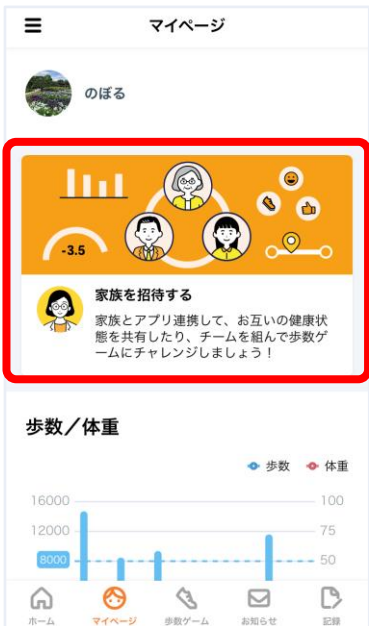 マイページ
のぼる
-3.5
家族を招待する
家族とアプリ連携して、お互いの健康状
態を共有したり、チームを組んで歩数ゲ
ームにチャレンジしましょう！
歩数／体重
歩数 体重
16000 100
12000 75
8000 50
ホーム マイページ 歩数ゲーム お知らせ 記録